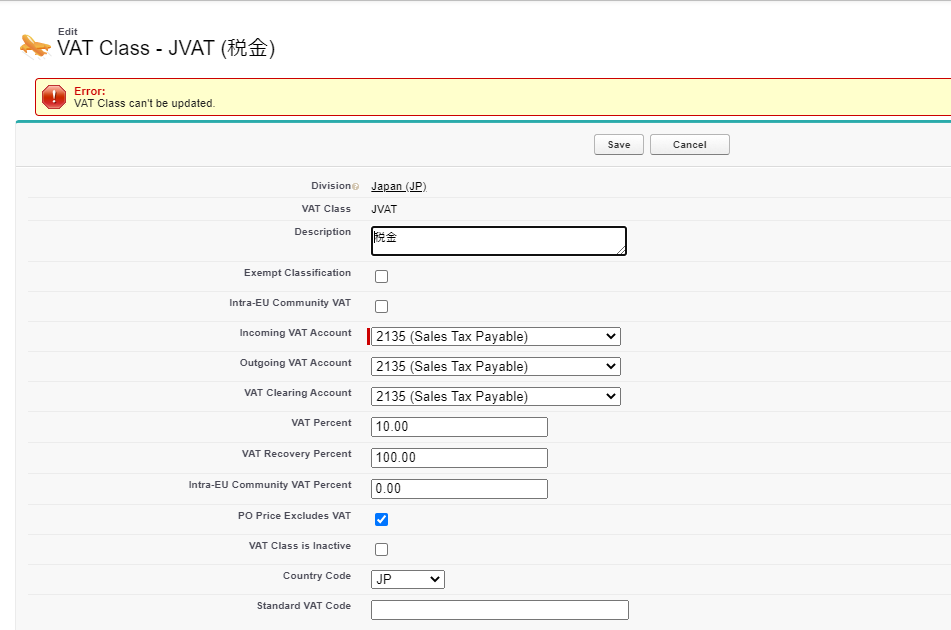 Edit
VAT Class - JVAT (税金)
Error:
VAT Class can't be updated.
Save Cancel
Division Japan (JP)
VAT Class JVAT
Description 税金
Exempt Classification
Intra-EU Community VAT
Incoming VAT Account 2135 (Sales Tax Payable)
Outgoing VAT Account 2135 (Sales Tax Payable)
VAT Clearing Account 2135 (Sales Tax Payable)
VAT Percent 10.00
VAT Recovery Percent 100.00
Intra-EU Community VAT Percent 0.00
PO Price Excludes VAT
VAT Class is Inactive
Country Code JP
Standard VAT Code